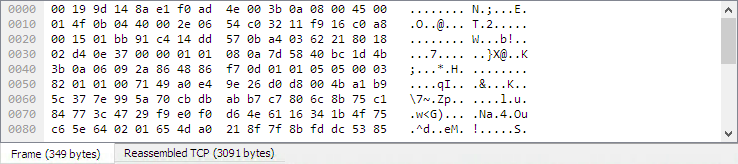 0000  00 19 9d 14 8a e1 f0 ad  4e 00 3b 0a 08 00 45 00  ........ N.;...E.
0010  01 4f 0b 04 40 00 2e 06  54 c0 32 11 f9 16 c0 a8  .O..@... T.2.....
0020  00 15 01 bb 91 c4 14 dd  57 0b a4 03 62 21 80 18  ........ W...b!..
0030  02 d4 0e 37 00 00 01 01  08 0a 7d 58 40 bc 1d 4b  ...7.... ..}X@..K
0040  3b 0a 06 09 2a 86 48 86  f7 0d 01 01 05 05 00 03  ;...*.H. ........
0050  82 01 01 00 71 49 a0 e4  9e 26 d0 d8 00 4b a1 b9  ....qI.. .&...K..
0060  5c 37 7e 99 5a 70 cb db  ab b7 c7 80 6c 8b 75 c1  \7~.Zp.. ....l.u.
0070  84 77 3c 47 29 f9 e9 f0  d6 4e 61 16 34 1b 4f 75  .w<G)... .Na.4.Ou
0080  c6 5e 64 02 01 65 4d a0  21 8f 7f 8b fd dc 53 85  .^d..eM. !.....S.
Frame (349 bytes)  Reassembled TCP (3091 bytes)